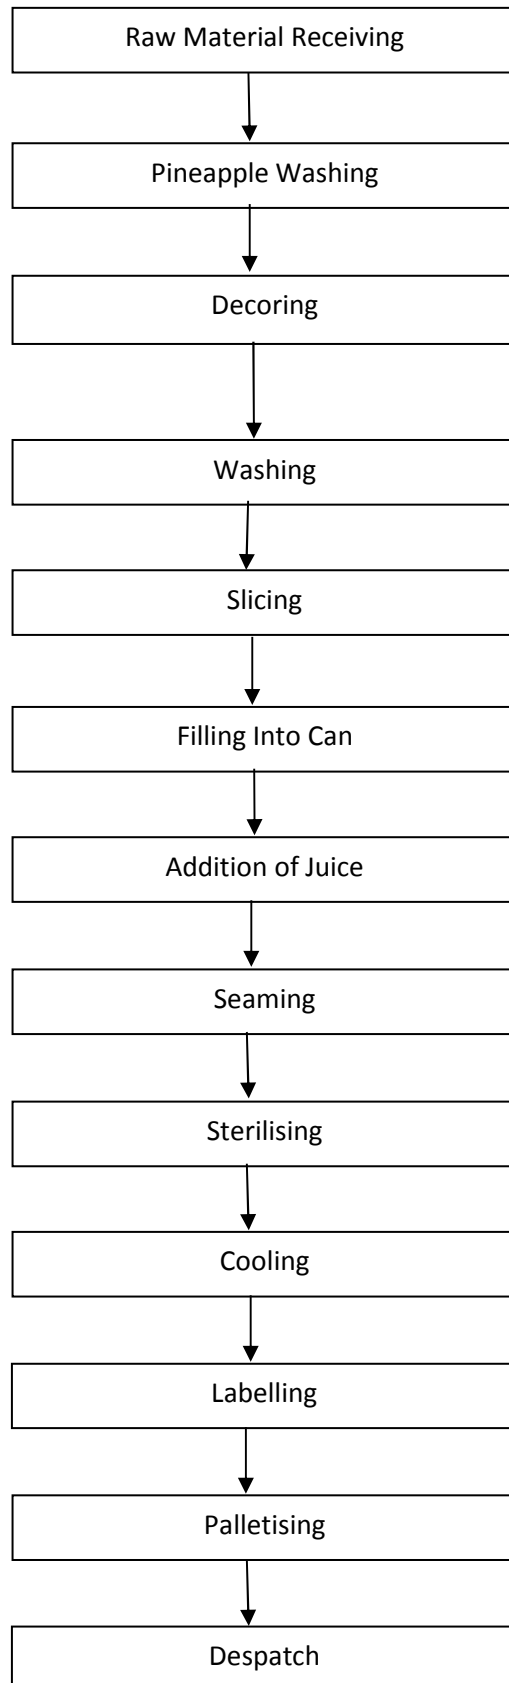 Raw Material Receiving
Pineapple Washing
Decoring
Washing
Slicing
Filling Into Can
Addition of Juice
Seaming
Sterilising
Cooling
Labelling
Palletising
Despatch